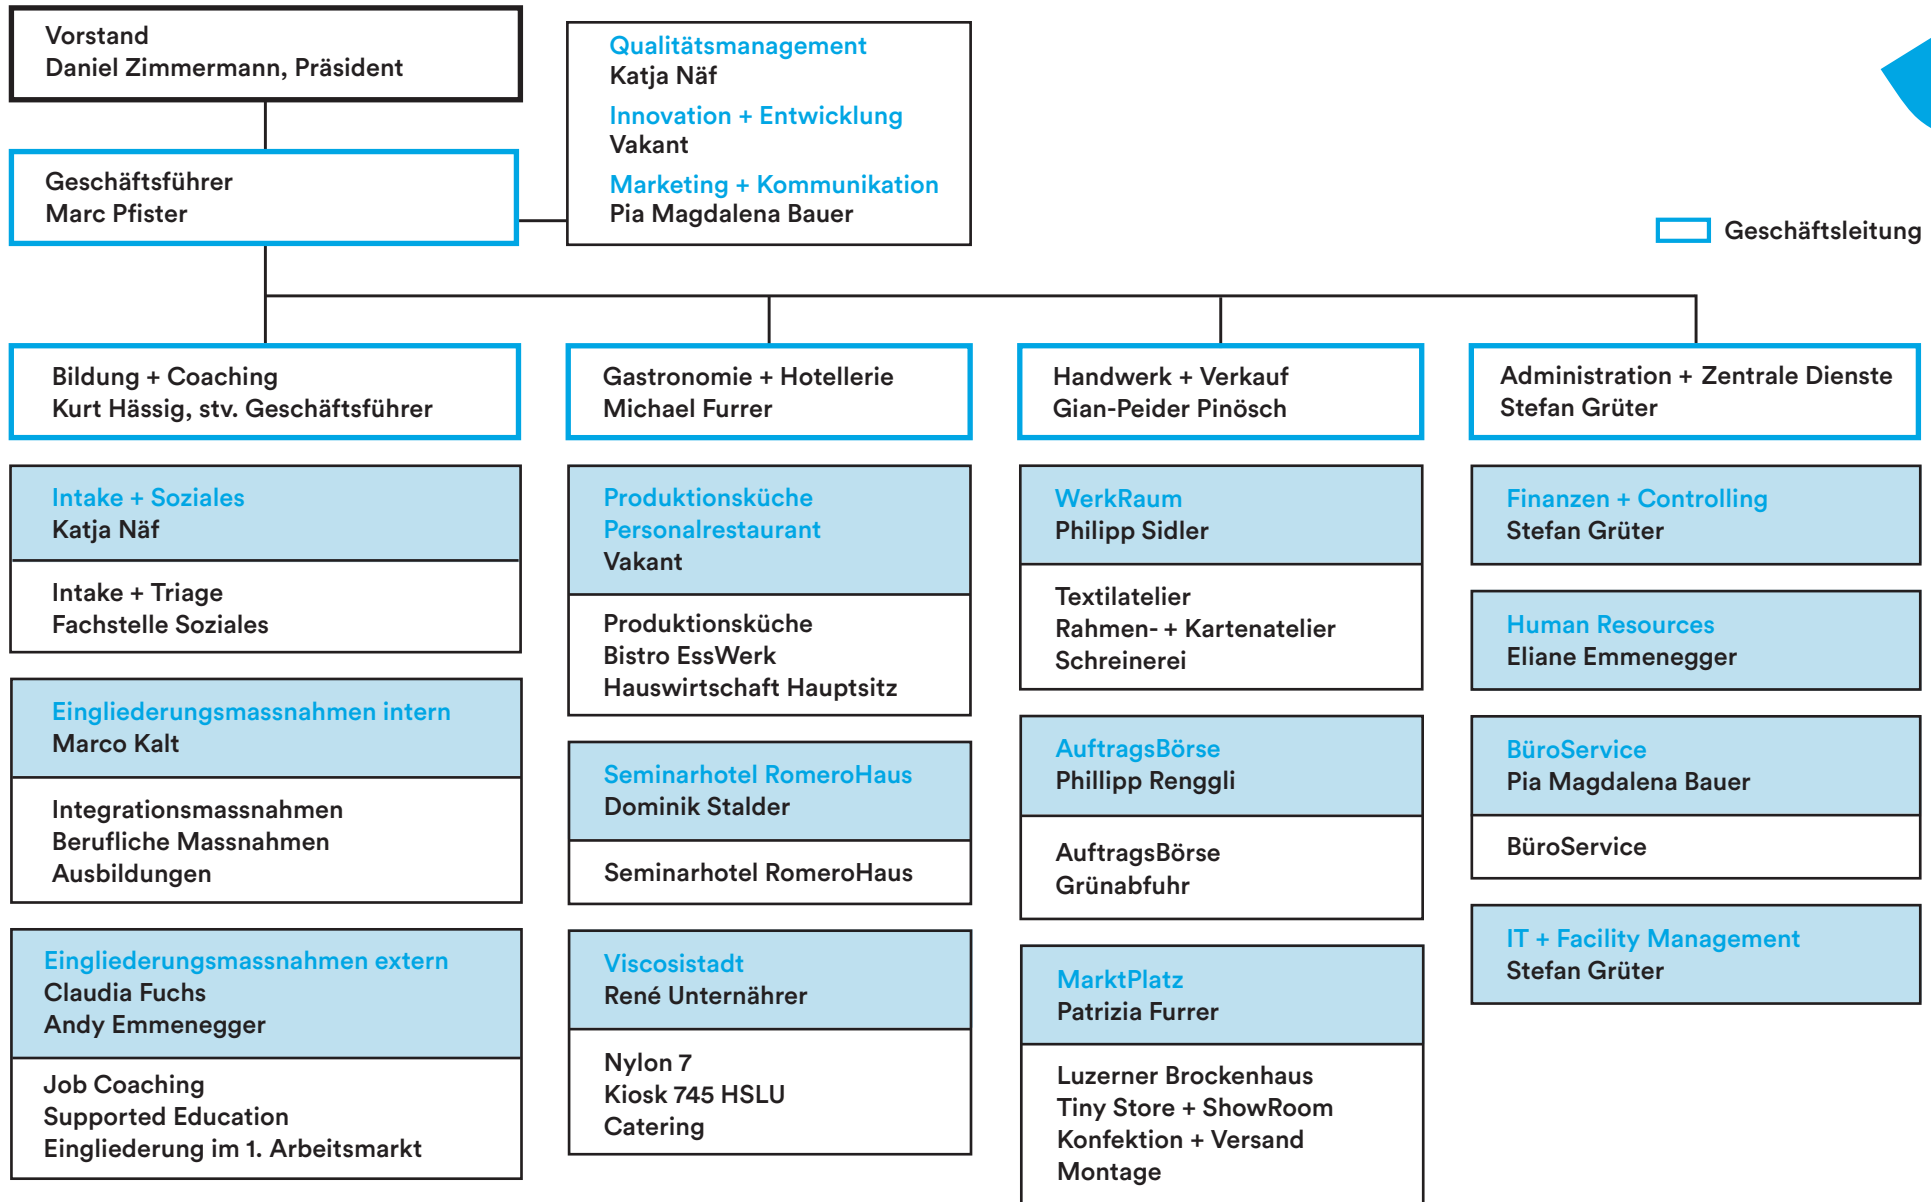 Vorstand
Daniel Zimmermann, Präsident
Qualitätsmanagement
Katja Näf
Innovation + Entwicklung
Vakant
Marketing + Kommunikation
Pia Magdalena Bauer
Geschäftsführer
Marc Pfister
Geschäftsleitung
Bildung + Coaching
Kurt Hässig, stv. Geschäftsführer
Intake + Soziales
Katja Näf
Intake + Triage
Fachstelle Soziales
Eingliederungsmassnahmen intern
Marco Kalt
Integrationsmassnahmen
Berufliche Massnahmen
Ausbildungen
Eingliederungsmassnahmen extern
Claudia Fuchs
Andy Emmenegger
Job Coaching
Supported Education
Eingliederung im 1. Arbeitsmarkt
Gastronomie + Hotellerie
Michael Furrer
Produktionsküche
Personalrestaurant
Vakant
Produktionsküche
Bistro EssWerk
Hauswirtschaft Hauptsitz
Seminarhotel RomeroHaus
Dominik Stalder
Seminarhotel RomeroHaus
Viscosistadt
René Unternährer
Nylon 7
Kiosk 745 HSLU
Catering
Handwerk + Verkauf
Gian-Peider Pinösch
WerkRaum
Philipp Sidler
Textilatelier
Rahmen- + Kartenatelier
Schreinerei
AuftragsBörse
Phillipp Renggli
AuftragsBörse
Grünabfuhr
MarktPlatz
Patrizia Furrer
Luzerner Brockenhaus
Tiny Store + ShowRoom
Konfektion + Versand
Montage
Administration + Zentrale Dienste
Stefan Grüter
Finanzen + Controlling
Stefan Grüter
Human Resources
Eliane Emmenegger
BüroService
Pia Magdalena Bauer
BüroService
IT + Facility Management
Stefan Grüter